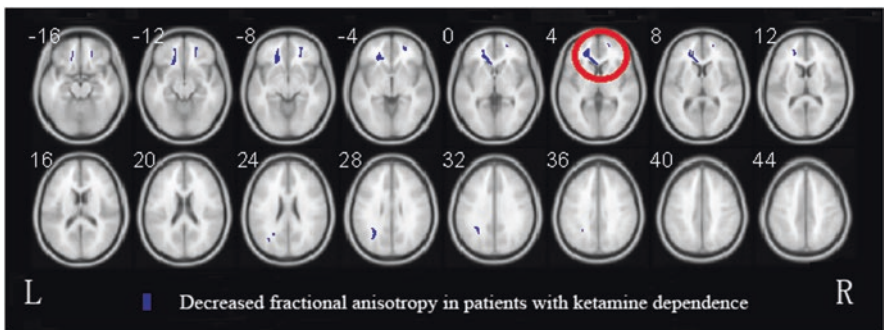 -16 -12 -8 -4 0 4 8 12
16 20 24 28 32 36 40 44
L R
Decreased fractional anisotropy in patients with ketamine dependence